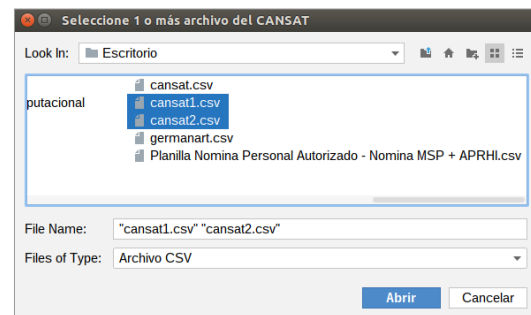 Seleccione 1 o más archivo del CANSAT
Look In: Escritorio
cansat.csv
putacional cansat1.csv
cansat2.csv
germanart.csv
Planilla Nomina Personal Autorizado - Nomina MSP + APRHI.csv
File Name: "cansat1.csv" "cansat2.csv"
Files of Type: Archivo CSV
Abrir Cancelar